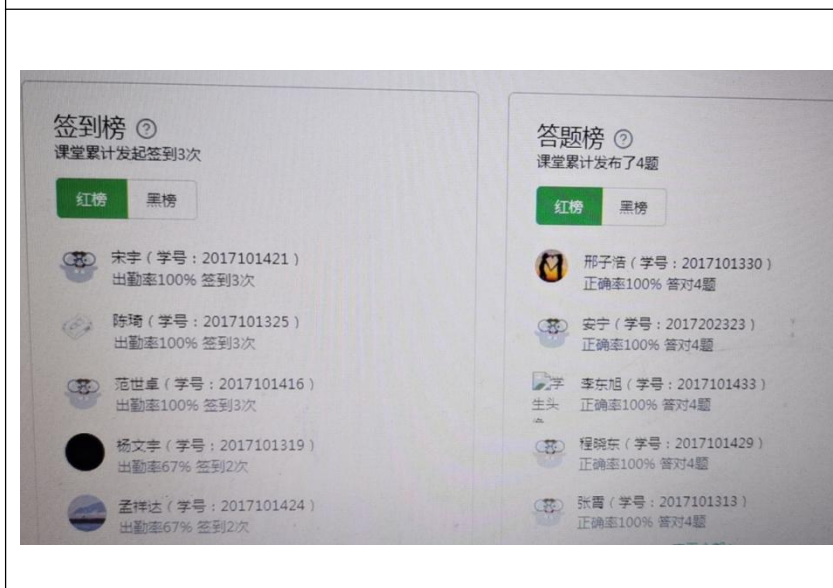 签到榜 ?
课堂累计发起签到3次
红榜 黑榜
宋宇（学号：2017101421）
出勤率100% 签到3次
陈琦（学号：2017101325）
出勤率100% 签到3次
范世卓（学号：2017101416）
出勤率100% 签到3次
杨文宇（学号：2017101319）
出勤率67% 签到2次
孟祥达（学号：2017101424）
出勤率67% 签到2次
答题榜 ?
课堂累计发布了4题
红榜 黑榜
邢子浩（学号：2017101330）
正确率100% 答对4题
安宁（学号：2017202323）
正确率100% 答对4题
学
生头
李东旭（学号：2017101433）
正确率100% 答对4题
程晓东（学号：2017101429）
正确率100% 答对4题
张胃（学号：2017101313）
正确率100% 答对4题